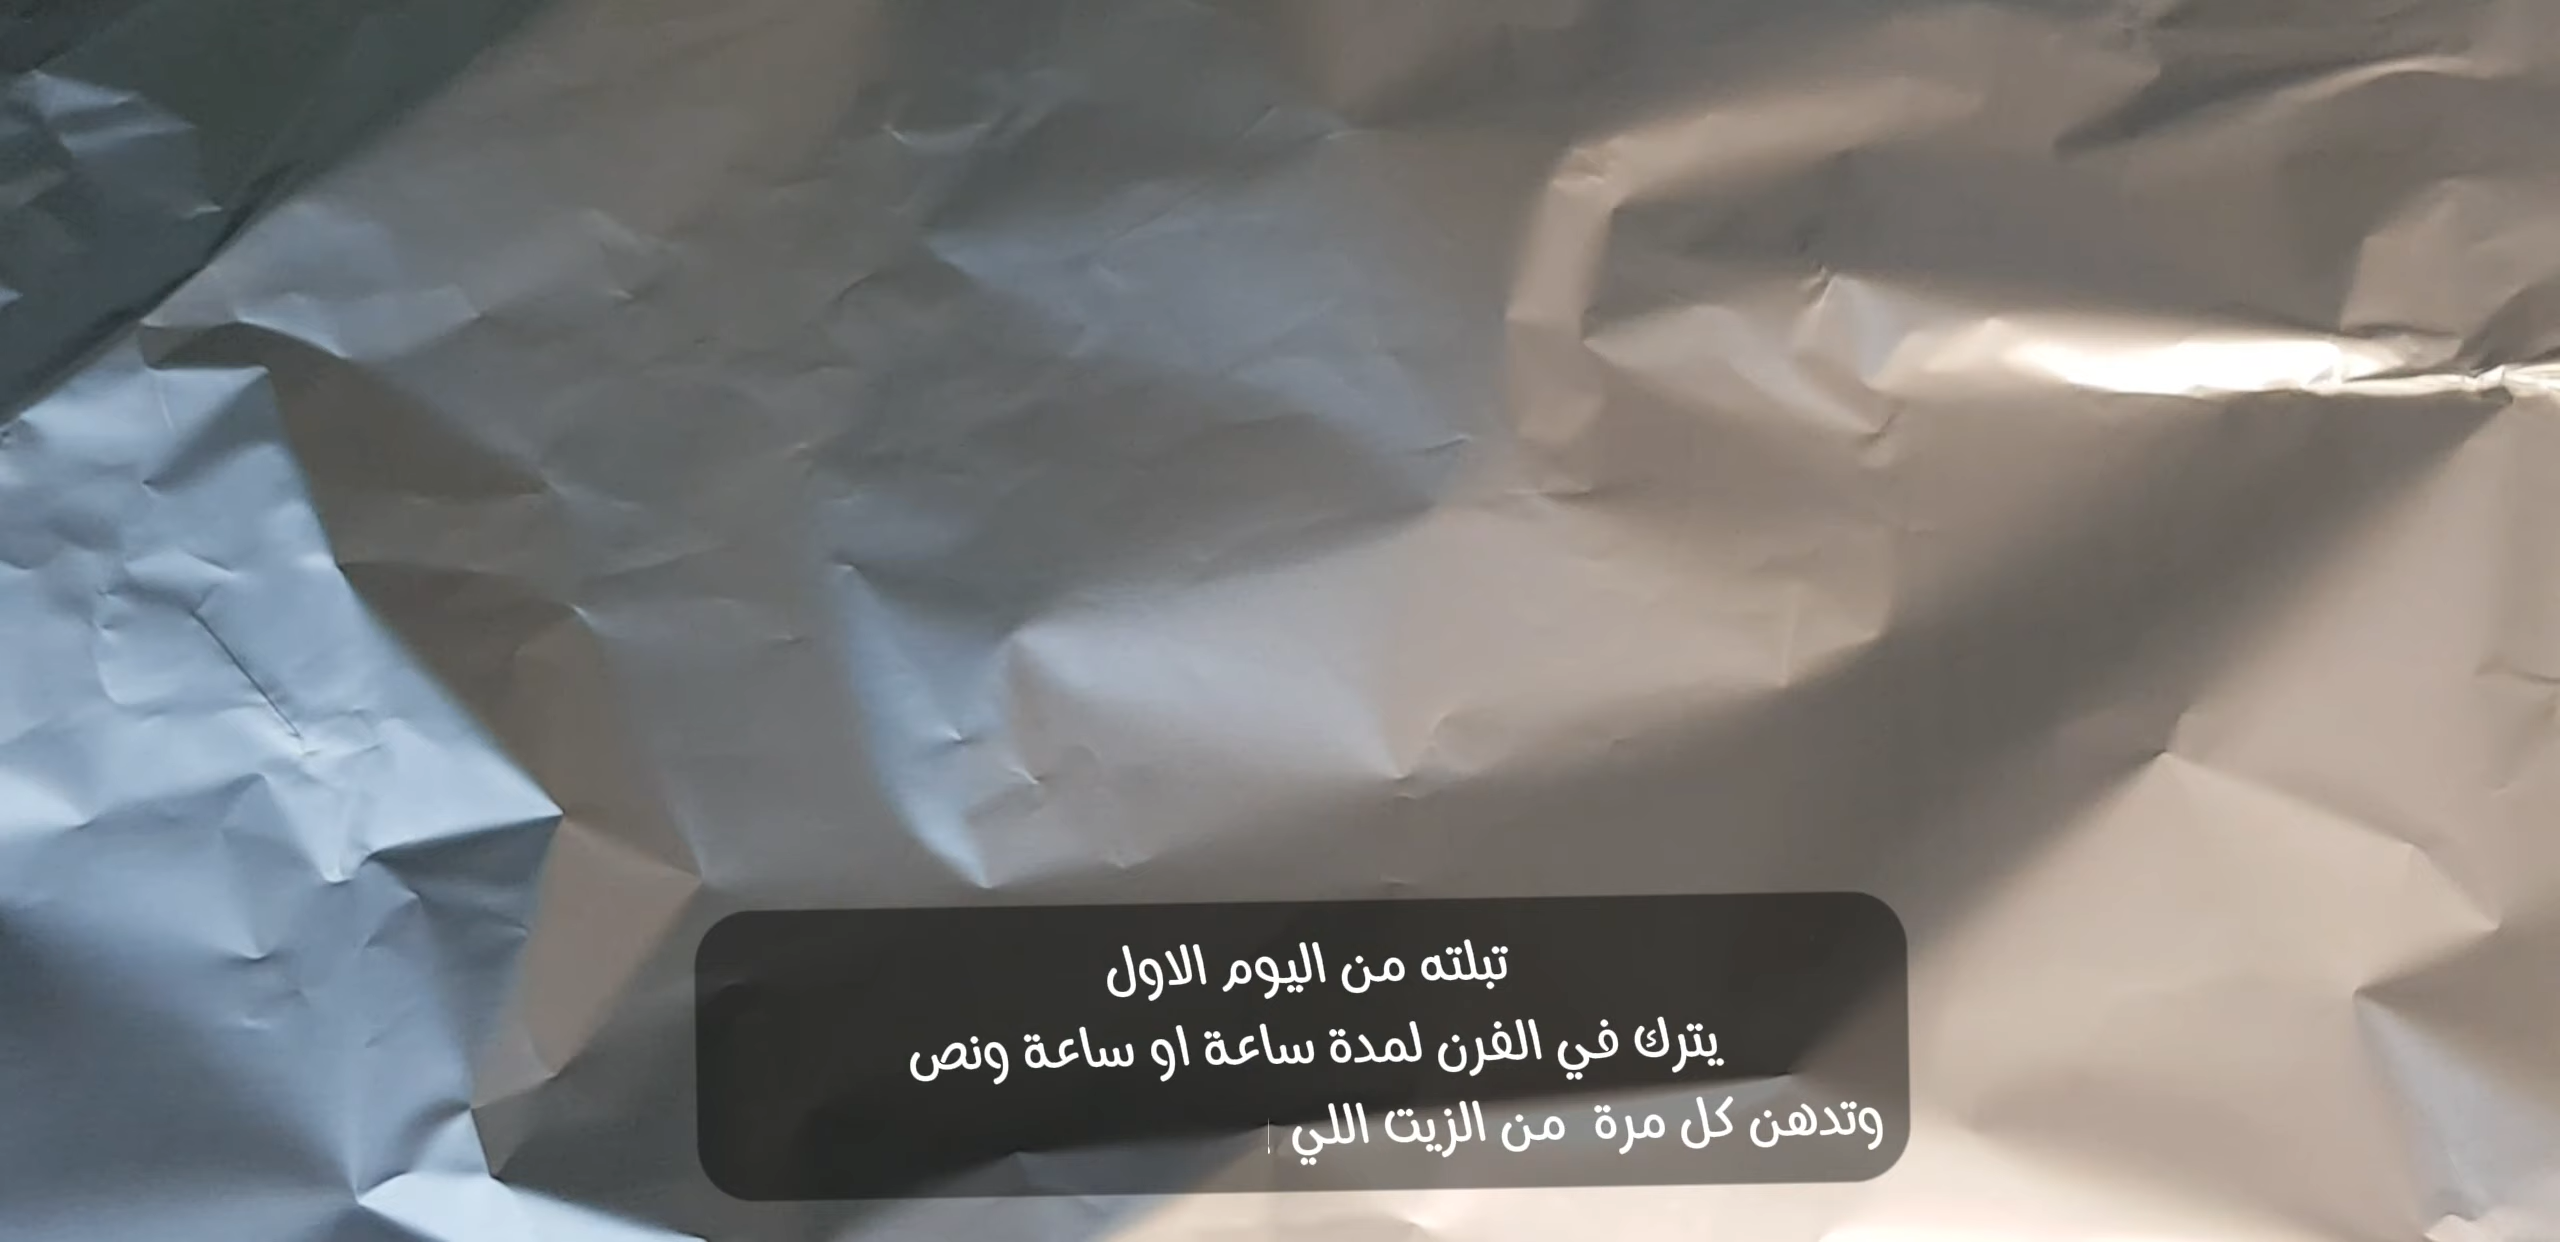 تبلته من اليوم الاول
يترك في الفرن لمدة ساعة او ساعة ونص
وتدهن كل مرة من الزيت اللي